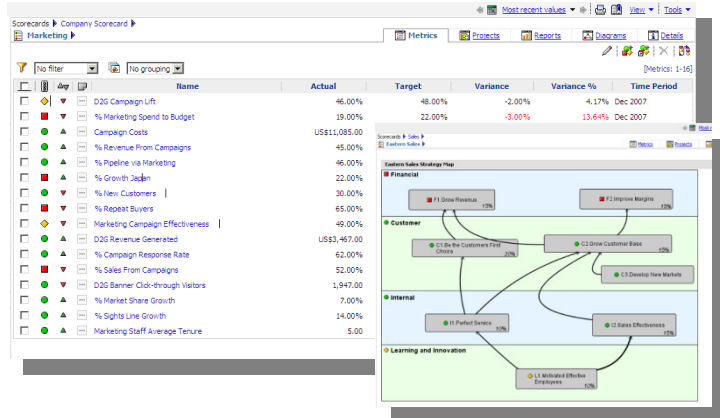 Most recent values View Tools
Scorecards Company Scorecard
Marketing Metrics Projects Reports Diagrams Details
No filter No grouping [Metrics: 1-16]
Name Actual Target Variance Variance % Time Period
D2G Campaign Lift 46.00% 48.00% -2.00% 4.17% Dec 2007
% Marketing Spend to Budget 19.00% 22.00% -3.00% 13.64% Dec 2007
Campaign Costs US$11,085.00
% Revenue From Campaigns 45.00%
% Pipeline via Marketing 46.00%
% Growth Japan 22.00%
% New Customers 30.00%
% Repeat Buyers 65.00%
Marketing Campaign Effectiveness 49.00%
D2G Revenue Generated US$3,467.00
% Campaign Response Rate 62.00%
% Sales From Campaigns 52.00%
D2G Banner Click-through Visitors 1,947.00
% Market Share Growth 7.00%
% Sights Line Growth 14.00%
Marketing Staff Average Tenure 5.00
Scorecards Sales
Eastern Sales Metrics Projects
Eastern Sales Strategy Map
Financial
F1.Grow Revenue
15%
F2.Improve Margins
15%
Customer
C1.Be the Customers First
Choice
20%
C2.Grow Customer Base
15%
C3.Develop New Markets
Internal
I1.Perfect Service
10%
I2.Sales Effectiveness
15%
Learning and Innovation
L1.Motivated Effective
Employees
10%